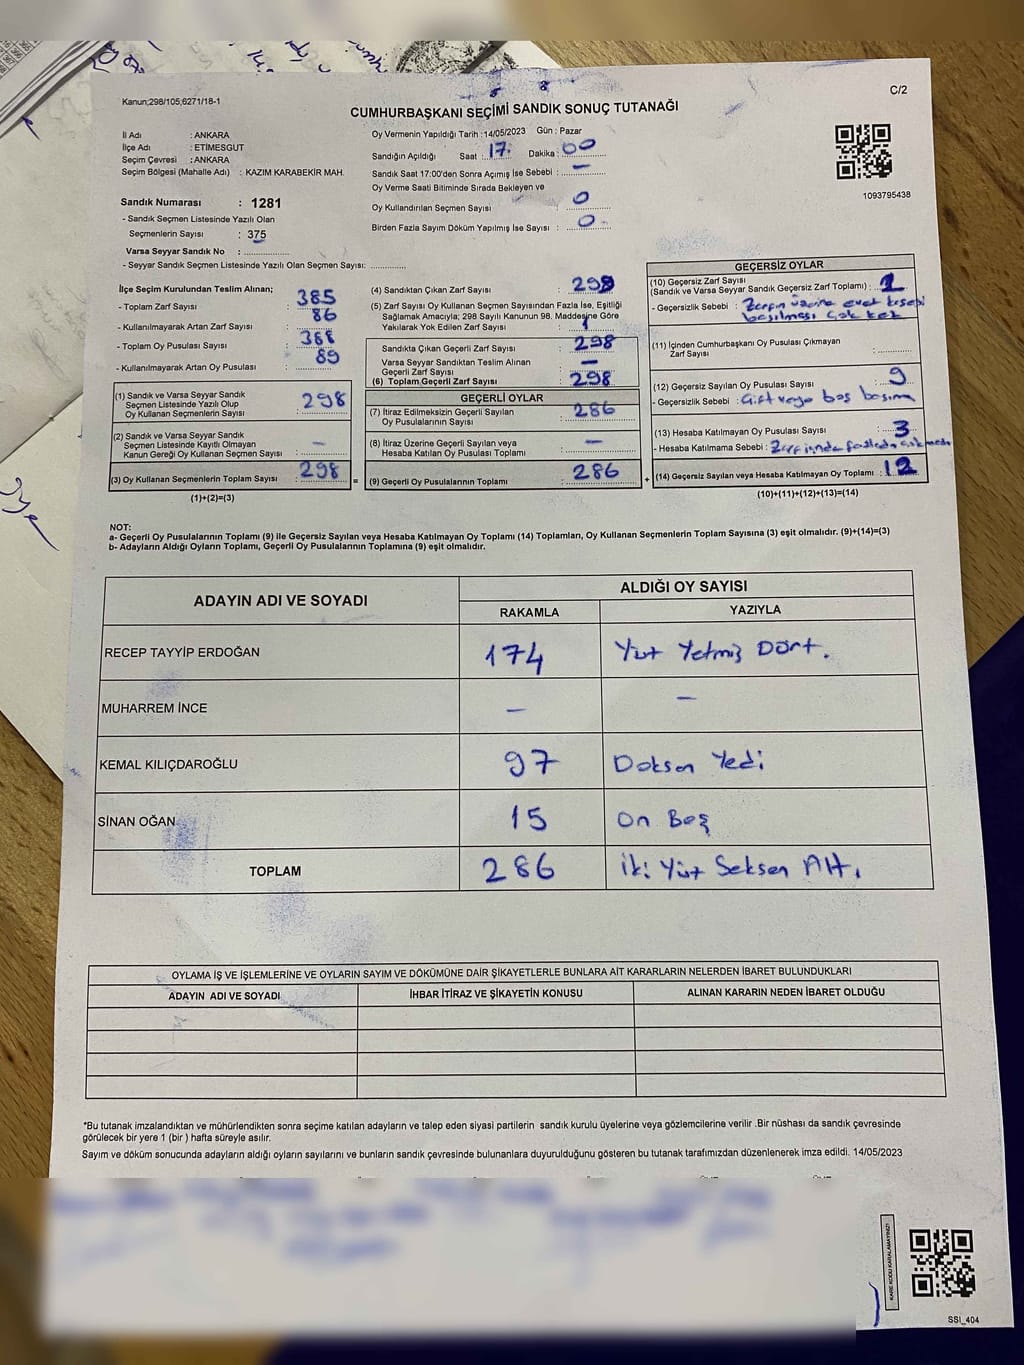 C/2
Kanun;298/105,6271/18-1
CUMHURBAŞKANI SEÇİMİ SANDIK SONUÇ TUTANAĞI
İl Adı : ANKARA
İlçe Adı : ETİMESGUT
Seçim Çevresi : ANKARA
Seçim Bölgesi (Mahalle Adı) : KAZIM KARABEKİR MAH.
Sandık Numarası : 1281
- Sandık Seçmen Listesinde Yazılı Olan
Seçmenlerin Sayısı : 375
Varsa Seyyar Sandık No : ...............
- Seyyar Sandık Seçmen Listesinde Yazılı Olan Seçmen Sayısı: ............
Oy Vermenin Yapıldığı Tarih : 14/05/2023 Gün : Pazar
Sandığın Açıldığı Saat : 17 Dakika : 00
Sandık Saat 17:00'den Sonra Açımış İse Sebebi : —
Oy Verme Saati Bitiminde Sırada Bekleyen ve
Oy Kullandırılan Seçmen Sayısı : 0
Birden Fazla Sayım Döküm Yapılmış İse Sayısı : 0
1093795438
İlçe Seçim Kurulundan Teslim Alınan;
- Toplam Zarf Sayısı : 385
- Kullanılmayarak Artan Zarf Sayısı : 86
- Toplam Oy Pusulası Sayısı : 388
- Kullanılmayarak Artan Oy Pusulası : 89
(1) Sandık ve Varsa Seyyar Sandık
Seçmen Listesinde Yazılı Olup
Oy Kullanan Seçmenlerin Sayısı : 298
(2) Sandık ve Varsa Seyyar Sandık
Seçmen Listesinde Kayıtlı Olmayan
Kanun Gereği Oy Kullanan Seçmen Sayısı : —
(3) Oy Kullanan Seçmenlerin Toplam Sayısı : 298
(1)+(2)=(3)
=
(4) Sandıktan Çıkan Zarf Sayısı : 299
(5) Zarf Sayısı Oy Kullanan Seçmen Sayısından Fazla İse, Eşitliği
Sağlamak Amacıyla; 298 Sayılı Kanunun 98. Maddesine Göre
Yakılarak Yok Edilen Zarf Sayısı : 1
Sandıkta Çıkan Geçerli Zarf Sayısı : 298
Varsa Seyyar Sandıktan Teslim Alınan
Geçerli Zarf Sayısı : —
(6) Toplam Geçerli Zarf Sayısı : 298
GEÇERLİ OYLAR
(7) İtiraz Edilmeksizin Geçerli Sayılan
Oy Pusulalarının Sayısı : 286
(8) İtiraz Üzerine Geçerli Sayılan veya
Hesaba Katılan Oy Pusulası Toplamı : —
(9) Geçerli Oy Pusulalarının Toplamı : 286
+
GEÇERSİZ OYLAR
(10) Geçersiz Zarf Sayısı
(Sandık ve Varsa Seyyar Sandık Geçersiz Zarf Toplamı) :
- Geçersizlik Sebebi : Zarfın üzerine evet kaşesi
basılması çok kez
(11) İçinden Cumhurbaşkanı Oy Pusulası Çıkmayan
Zarf Sayısı : ............
(12) Geçersiz Sayılan Oy Pusulası Sayısı : 9
- Geçersizlik Sebebi : Çift veya boş basım
(13) Hesaba Katılmayan Oy Pusulası Sayısı : 3
- Hesaba Katılmama Sebebi : Zarf içinde fazladan çıkması
(14) Geçersiz Sayılan veya Hesaba Katılmayan Oy Toplamı : 12
(10)+(11)+(12)+(13)=(14)
NOT:
a- Geçerli Oy Pusulalarının Toplamı (9) ile Geçersiz Sayılan veya Hesaba Katılmayan Oy Toplamı (14) Toplamları, Oy Kullanan Seçmenlerin Toplam Sayısına (3) eşit olmalıdır. (9)+(14)=(3)
b- Adayların Aldığı Oyların Toplamı, Geçerli Oy Pusulalarının Toplamına (9) eşit olmalıdır.
ADAYIN ADI VE SOYADI ALDIĞI OY SAYISI
RAKAMLA YAZIYLA
RECEP TAYYİP ERDOĞAN 174 Yüz Yetmiş Dört.
MUHARREM İNCE — —
KEMAL KILIÇDAROĞLU 97 Doksan Yedi
SİNAN OĞAN 15 On Beş
TOPLAM 286 İki Yüz Seksen Altı
OYLAMA İŞ VE İŞLEMLERİNE VE OYLARIN SAYIM VE DÖKÜMÜNE DAİR ŞİKAYETLERLE BUNLARA AİT KARARLARIN NELERDEN İBARET BULUNDUKLARI
ADAYIN ADI VE SOYADI İHBAR İTİRAZ VE ŞİKAYETİN KONUSU ALINAN KARARIN NEDEN İBARET OLDUĞU
*Bu tutanak imzalandıktan ve mühürlendikten sonra seçime katılan adayların ve talep eden siyasi partilerin sandık kurulu üyelerine veya gözlemcilerine verilir .Bir nüshası da sandık çevresinde
görülecek bir yere 1 (bir ) hafta süreyle asılır.
Sayım ve döküm sonucunda adayların aldığı oyların sayılarını ve bunların sandık çevresinde bulunanlara duyurulduğunu gösteren bu tutanak tarafımızdan düzenlenerek imza edildi. 14/05/2023
KARE KODU KARALAMAYINIZ!
SSI_404